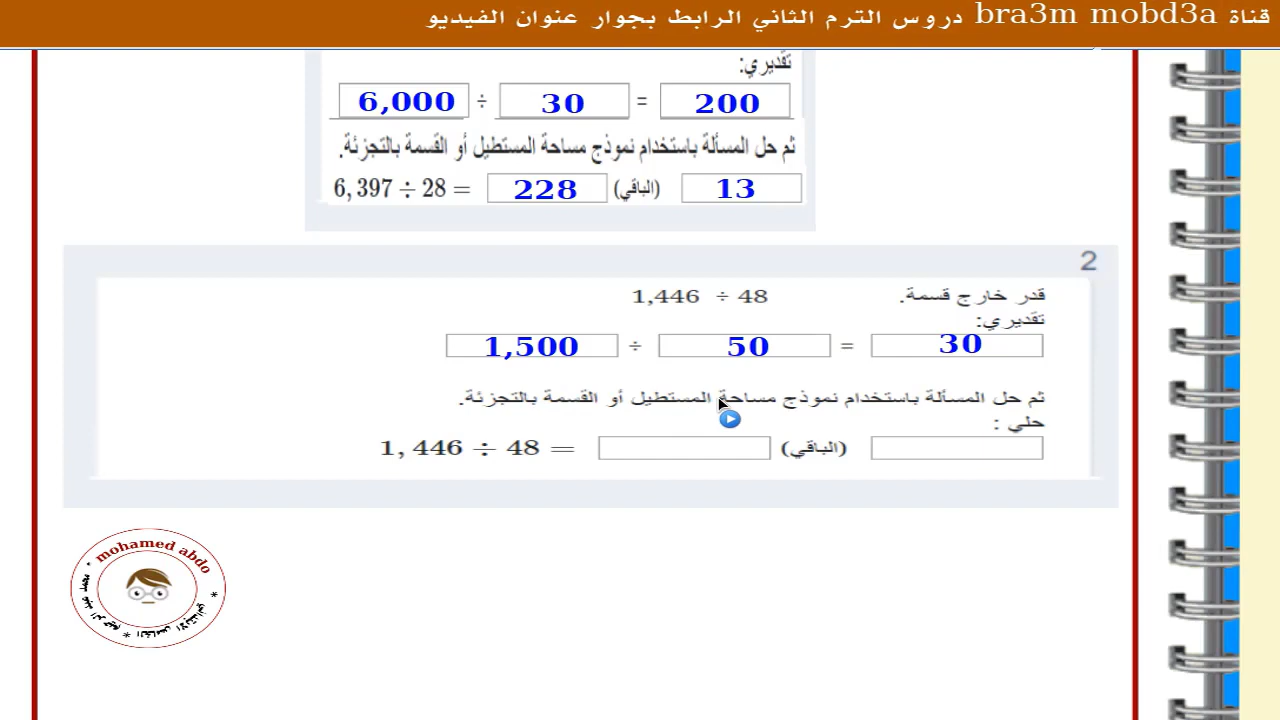 قناة bra3m mobd3a دروس الترم الثاني الرابط بجوار عنوان الفيديو
تقديري:
6,000 ÷ 30 = 200
ثم حل المسألة باستخدام نموذج مساحة المستطيل أو القسمة بالتجزئة.
6,397 ÷ 28 = 228 (الباقي) 13
2
قدر خارج قسمة. 1,446 ÷ 48
تقديري:
1,500 ÷ 50 = 30
ثم حل المسألة باستخدام نموذج مساحة المستطيل أو القسمة بالتجزئة.
حلي :
1,446 ÷ 48 = (الباقي)
mohamed abdo